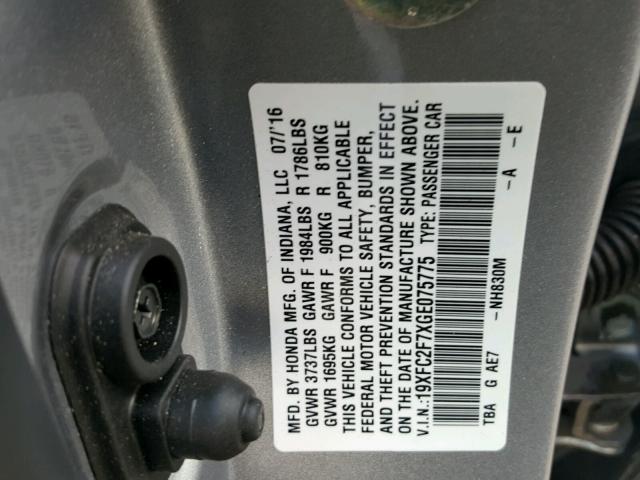 MFD. BY HONDA MFG. OF INDIANA, LLC 07/'16
GVWR 3737LBS GAWR F 1984LBS R 1786LBS
GVWR 1695KG GAWR F 900KG R 810KG
THIS VEHICLE CONFORMS TO ALL APPLICABLE
FEDERAL MOTOR VEHICLE SAFETY, BUMPER,
AND THEFT PREVENTION STANDARDS IN EFFECT
ON THE DATE OF MANUFACTURE SHOWN ABOVE.
V.I.N.:19XFC2F7XGE075775 TYPE: PASSENGER CAR
TBA G AE7 -NH830M -A -E